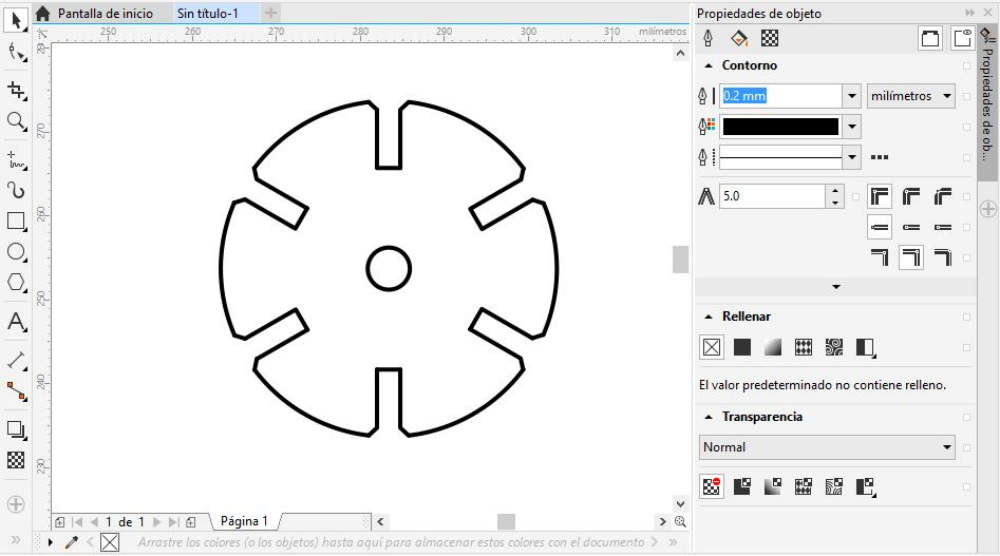 Pantalla de inicio
Sin título-1
Propiedades de objeto
250
260
270
280
290
300
310
milímetros
280
270
260
250
240
230
Contorno
0.2 mm
milímetros
5.0
Rellenar
El valor predeterminado no contiene relleno.
Transparencia
Normal
Propiedades de ob...
1 de 1
Página 1
Arrastre los colores (o los objetos) hasta aquí para almacenar estos colores con el documento